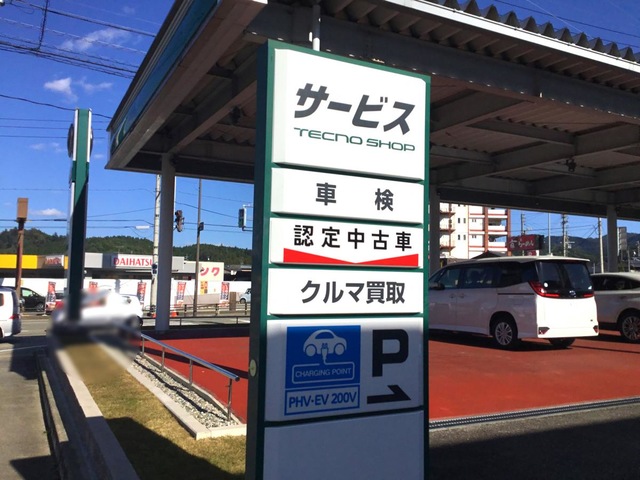 サービス
TECNO SHOP
車検
認定中古車
クルマ買取
CHARGING POINT
PHV・EV 200V
P
DAIHATSU